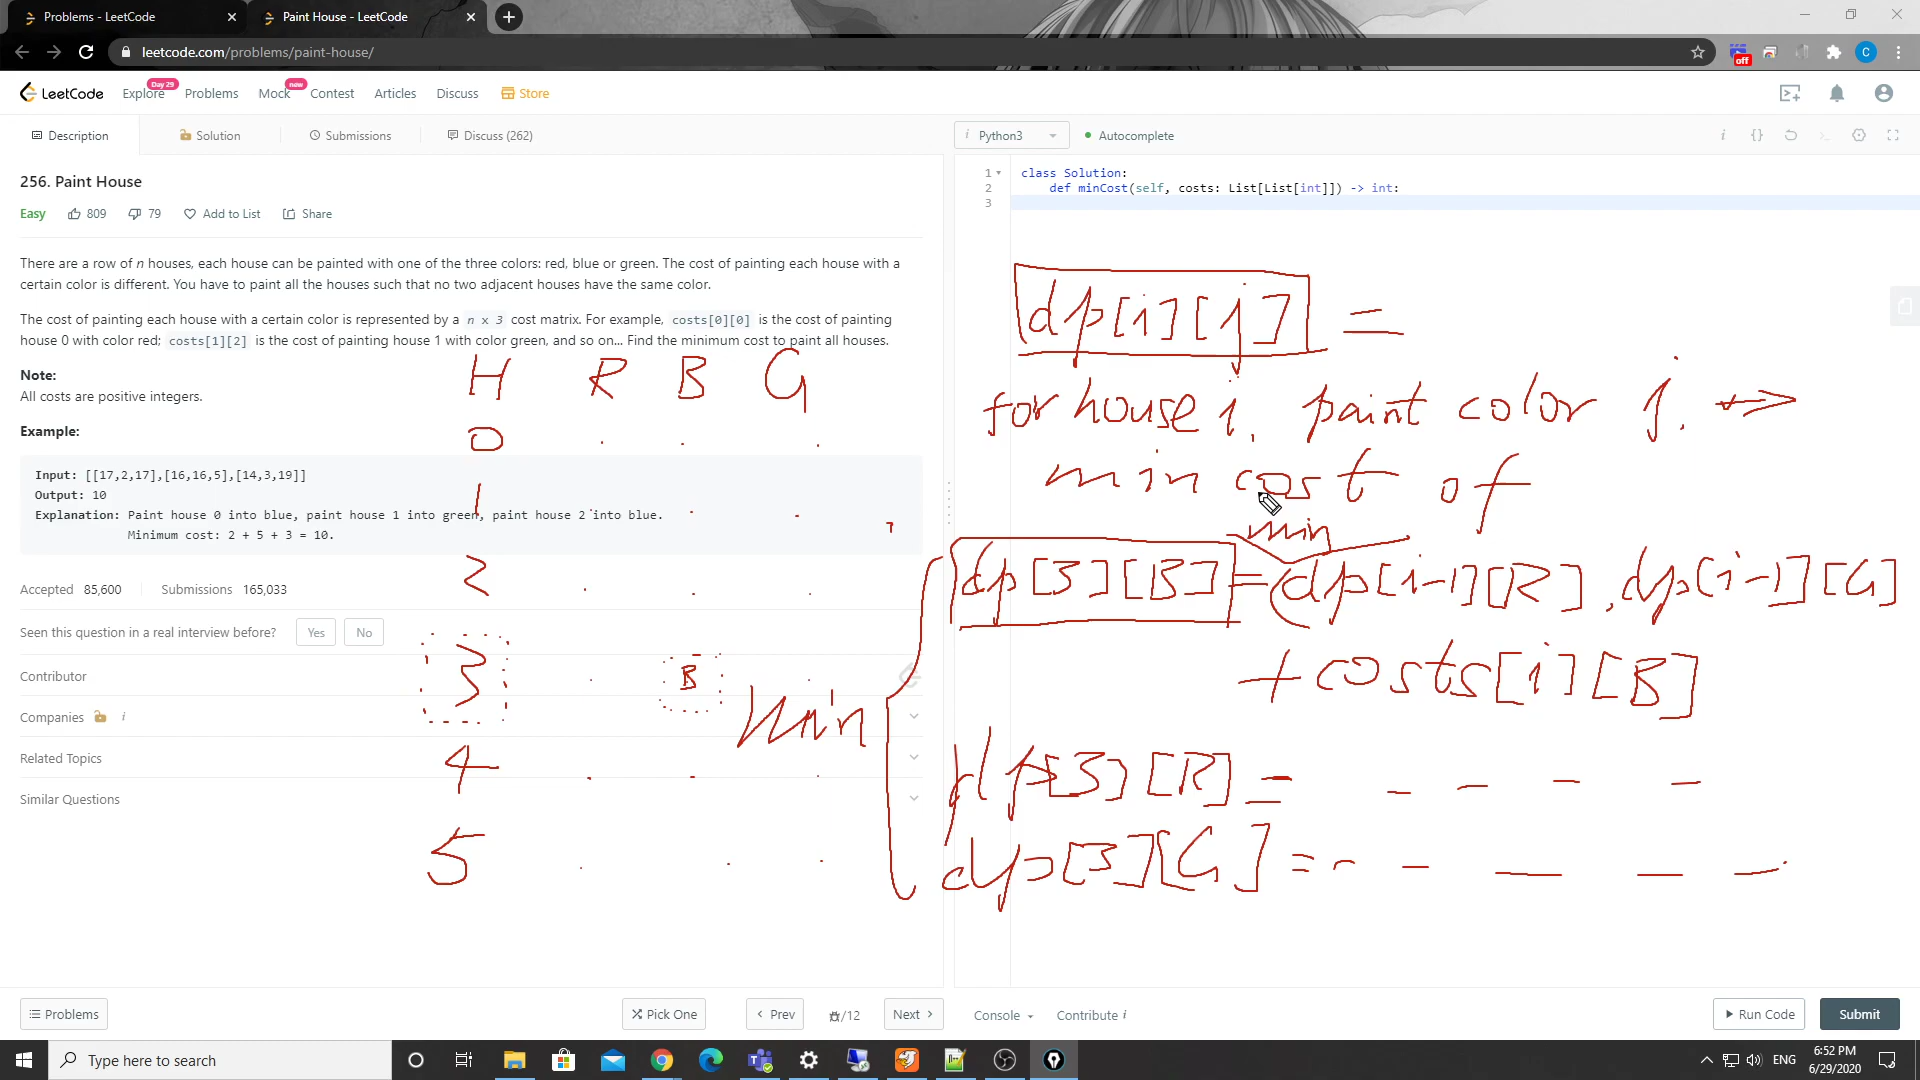 Problems - LeetCode
Paint House - LeetCode
leetcode.com/problems/paint-house/
off
C
LeetCode
Explore
Day 29
Problems
Mock
new
Contest
Articles
Discuss
Store
Description
Solution
Submissions
Discuss (262)
i Python3
Autocomplete
i {}
256. Paint House
Easy 809 79 Add to List Share
There are a row of n houses, each house can be painted with one of the three colors: red, blue or green. The cost of painting each house with a
certain color is different. You have to paint all the houses such that no two adjacent houses have the same color.
The cost of painting each house with a certain color is represented by a n x 3 cost matrix. For example, costs[0][0] is the cost of painting
house 0 with color red; costs[1][2] is the cost of painting house 1 with color green, and so on... Find the minimum cost to paint all houses.
Note:
All costs are positive integers.
Example:
Input: [[17,2,17],[16,16,5],[14,3,19]]
Output: 10
Explanation: Paint house 0 into blue, paint house 1 into green, paint house 2 into blue.
Minimum cost: 2 + 5 + 3 = 10.
Accepted 85,600 Submissions 165,033
Seen this question in a real interview before? Yes No
Contributor
Companies i
Related Topics
Similar Questions
H R B G
0
1
2
3 B
4
5
min
1 class Solution:
2 def minCost(self, costs: List[List[int]]) -> int:
3
dp[i][j] =
for house i, paint color j. →
min cost of
min
dp[3][B] = (dp[i-1][R], dp[i-1][G]
+ costs[i][B]
dp[3][R] = - - - -
dp[3][G] = - - - - -
Problems
Pick One
< Prev
/12
Next >
Console
Contribute i
Run Code
Submit
Type here to search
ENG
6:52 PM
6/29/2020